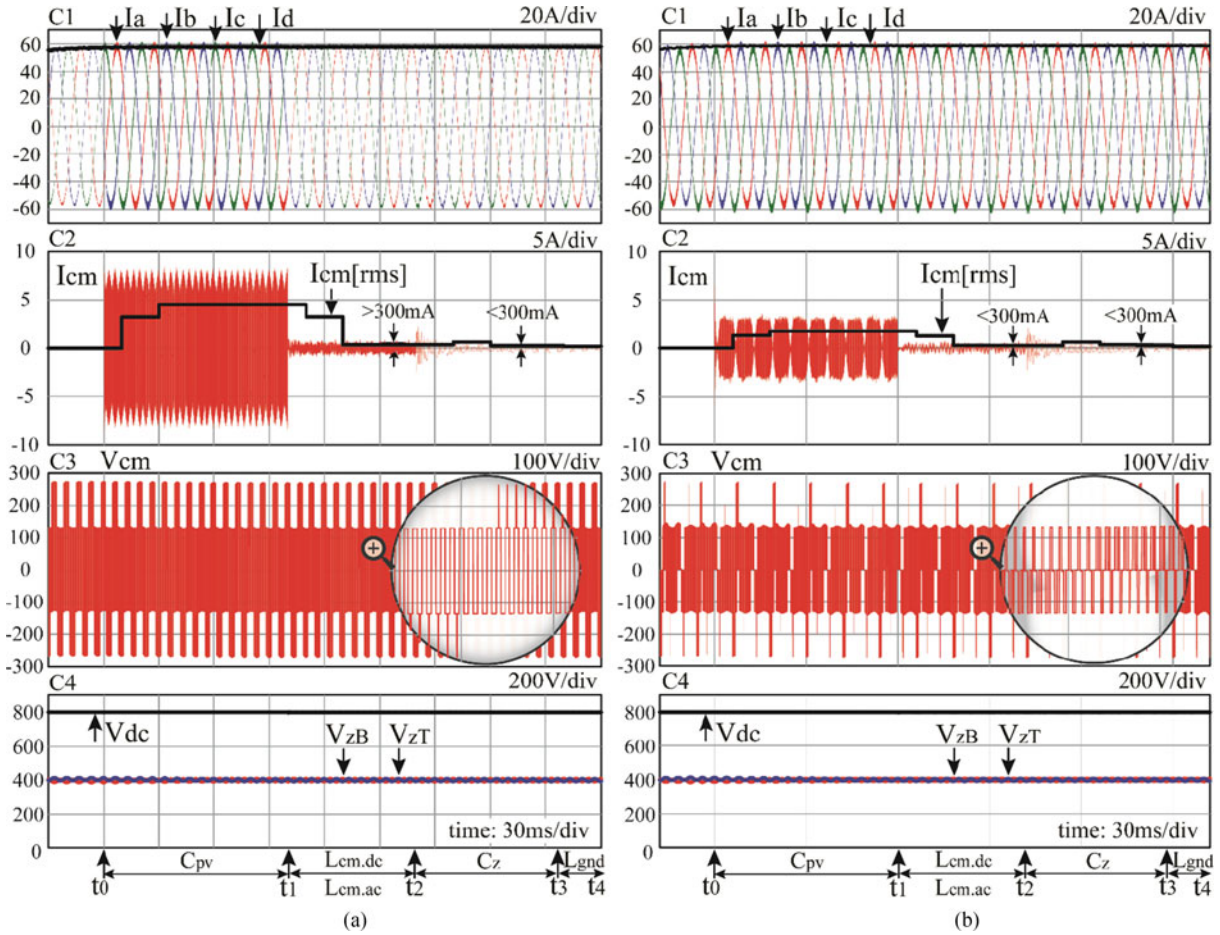 C1 Ia Ib Ic Id 20A/div
60
40
20
0
-20
-40
-60
C2 5A/div
10
5
0
-5
-10
Icm
Icm[rms]
>300mA
<300mA
C3 Vcm 100V/div
300
200
100
0
-100
-200
-300
C4 200V/div
800
600
400
200
0
Vdc
VzB
VzT
time: 30ms/div
t0 Cpv t1 Lcm.dc t2 Cz t3 Lgnd t4
Lcm.ac
(a)
C1 Ia Ib Ic Id 20A/div
60
40
20
0
-20
-40
-60
C2 5A/div
10
5
0
-5
-10
Icm
Icm[rms]
<300mA
<300mA
C3 Vcm 100V/div
300
200
100
0
-100
-200
-300
C4 200V/div
800
600
400
200
0
Vdc
VzB
VzT
time: 30ms/div
t0 Cpv t1 Lcm.dc t2 Cz t3 Lgnd t4
Lcm.ac
(b)